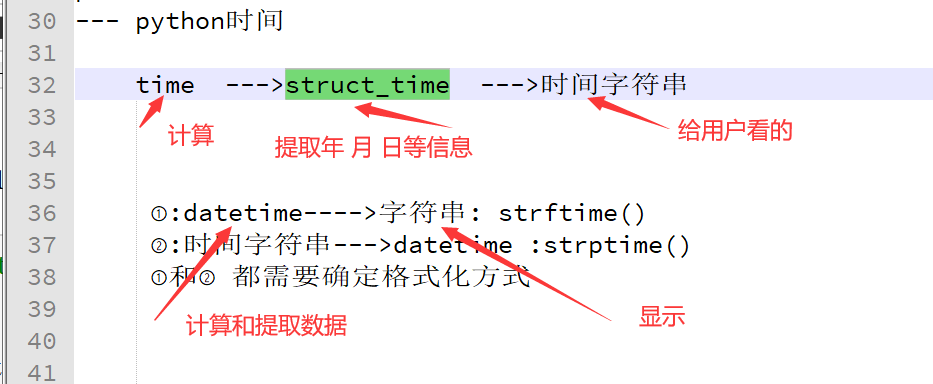 30 --- python时间
31
32 time --->struct_time --->时间字符串
33
计算
提取年 月 日等信息
给用户看的
34
35
36 ①:datetime---->字符串: strftime()
37 ②:时间字符串--->datetime :strptime()
38 ①和② 都需要确定格式化方式
39
计算和提取数据
显示
40
41